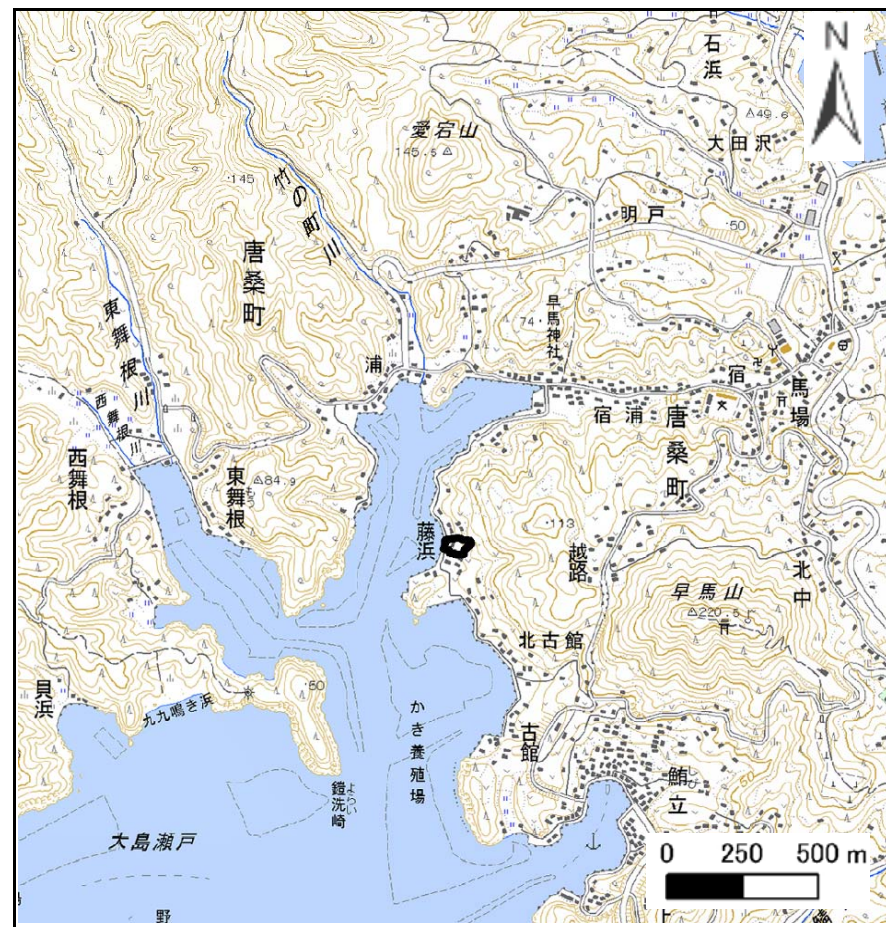 石浜
N
49.6
大田沢
愛宕山
145.5
竹の町川
145
明戸
50
唐桑町
東舞根川
早馬神社
74
浦
宿
馬場
宿浦
唐桑町
西舞根川
西舞根
東舞根
84.9
藤浜
113
越路
早馬山
220.5
北中
北古館
貝浜
九九鳴き浜
50
かき養殖場
古館
鎧洗崎
よろい
鮪立
しび
50
大島瀬戸
0 250 500 m
野